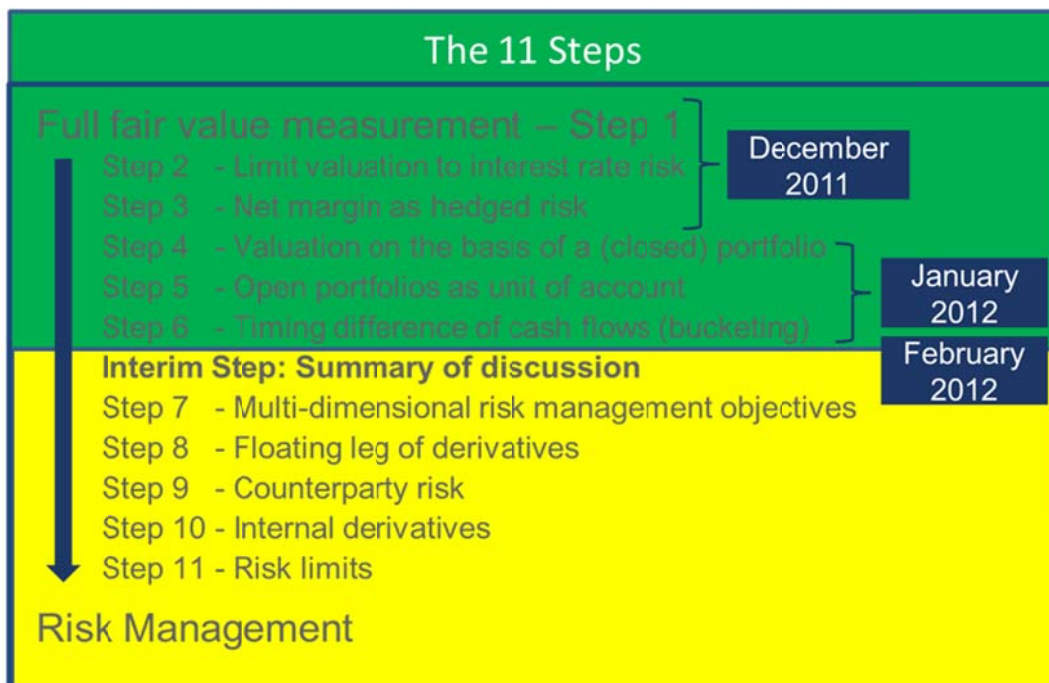 The 11 Steps
Full fair value measurement – Step 1
Step 2 - Limit valuation to interest rate risk
Step 3 - Net margin as hedged risk
December
2011
Step 4 - Valuation on the basis of a (closed) portfolio
Step 5 - Open portfolios as unit of account
Step 6 - Timing difference of cash flows (bucketing)
January
2012
Interim Step: Summary of discussion
February
2012
Step 7 - Multi-dimensional risk management objectives
Step 8 - Floating leg of derivatives
Step 9 - Counterparty risk
Step 10 - Internal derivatives
Step 11 - Risk limits
Risk Management